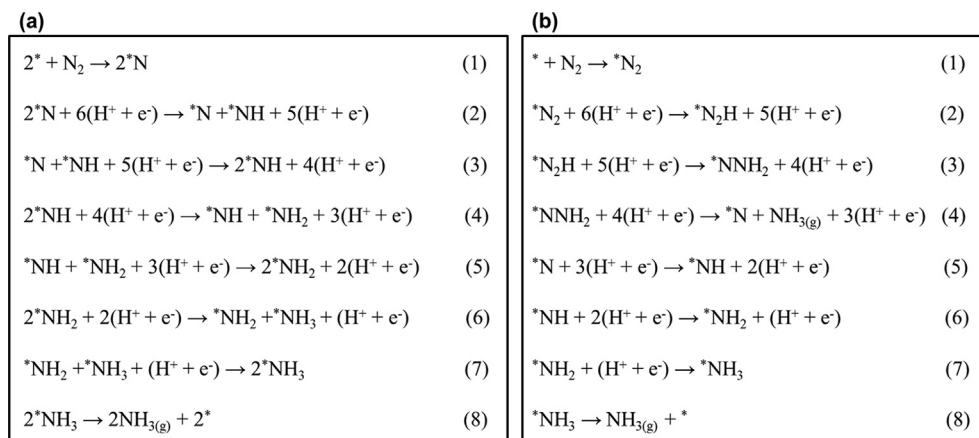 (a)
2* + N₂ → 2*N (1)
2*N + 6(H⁺ + e⁻) → *N +*NH + 5(H⁺ + e⁻) (2)
*N +*NH + 5(H⁺ + e⁻) → 2*NH + 4(H⁺ + e⁻) (3)
2*NH + 4(H⁺ + e⁻) → *NH + *NH₂ + 3(H⁺ + e⁻) (4)
*NH + *NH₂ + 3(H⁺ + e⁻) → 2*NH₂ + 2(H⁺ + e⁻) (5)
2*NH₂ + 2(H⁺ + e⁻) → *NH₂ +*NH₃ + (H⁺ + e⁻) (6)
*NH₂ + *NH₃ + (H⁺ + e⁻) → 2*NH₃ (7)
2*NH₃ → 2NH₃₍g₎ + 2* (8)
(b)
* + N₂ → *N₂ (1)
*N₂ + 6(H⁺ + e⁻) → *N₂H + 5(H⁺ + e⁻) (2)
*N₂H + 5(H⁺ + e⁻) → *NNH₂ + 4(H⁺ + e⁻) (3)
*NNH₂ + 4(H⁺ + e⁻) → *N + NH₃₍g₎ + 3(H⁺ + e⁻) (4)
*N + 3(H⁺ + e⁻) → *NH + 2(H⁺ + e⁻) (5)
*NH + 2(H⁺ + e⁻) → *NH₂ + (H⁺ + e⁻) (6)
*NH₂ + (H⁺ + e⁻) → *NH₃ (7)
*NH₃ → NH₃₍g₎ + * (8)